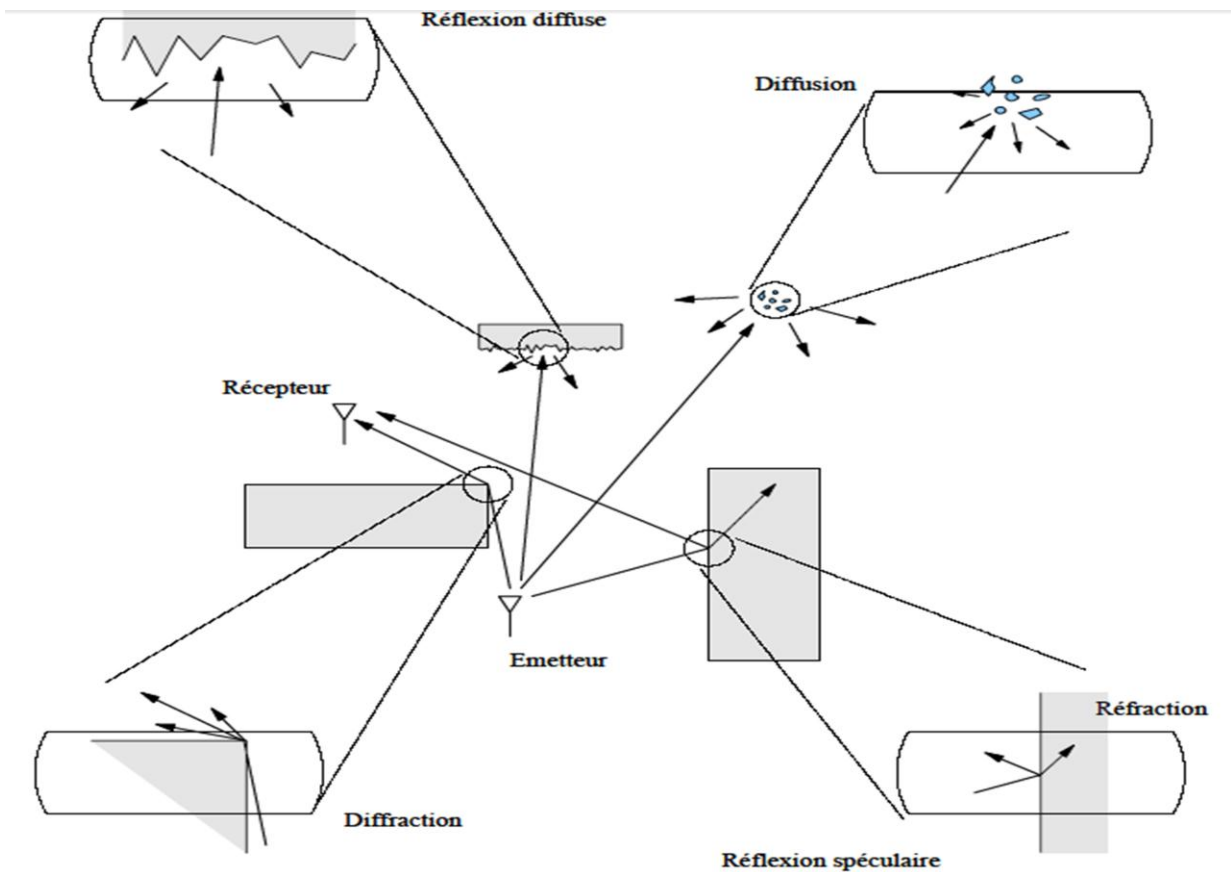 Réflexion diffuse
Diffusion
Récepteur
Emetteur
Réfraction
Diffraction
Réflexion spéculaire